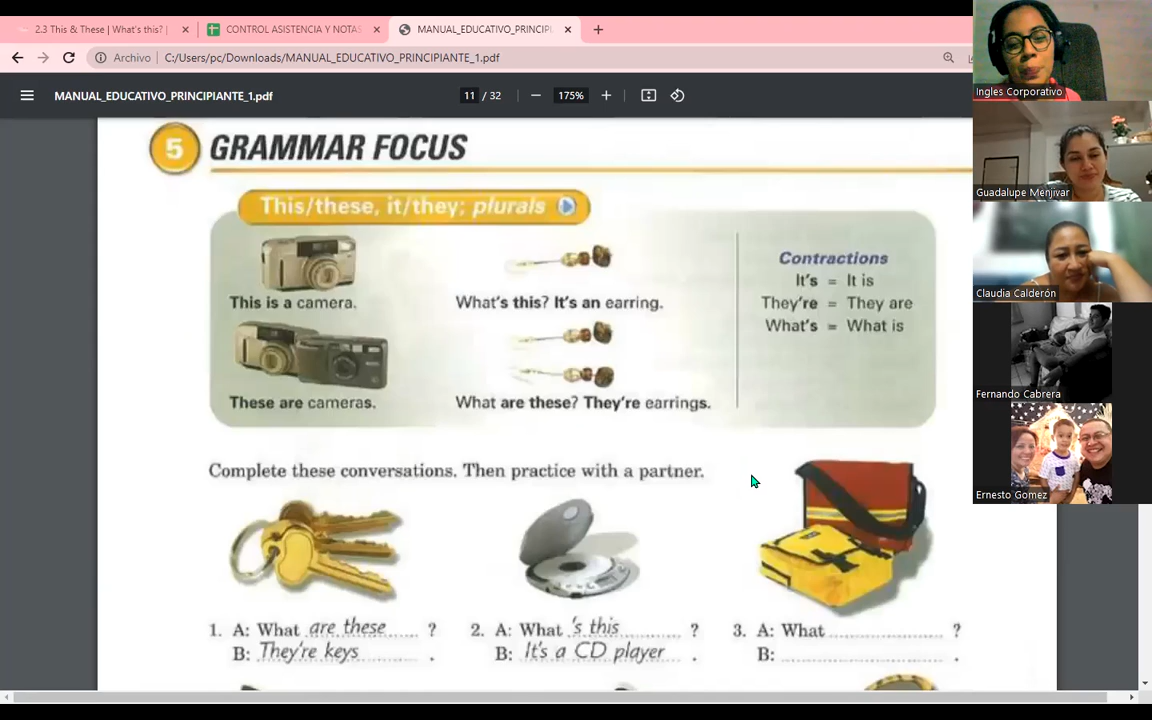 2.3 This & These | What's this? |
CONTROL ASISTENCIA Y NOTAS
MANUAL_EDUCATIVO_PRINCIPI
Archivo
C:/Users/pc/Downloads/MANUAL_EDUCATIVO_PRINCIPIANTE_1.pdf
MANUAL_EDUCATIVO_PRINCIPIANTE_1.pdf
11 / 32
175%
5 GRAMMAR FOCUS
This/these, it/they; plurals
This is a camera.
What's this? It's an earring.
These are cameras.
What are these? They're earrings.
Contractions
It's = It is
They're = They are
What's = What is
Complete these conversations. Then practice with a partner.
1. A: What are these ?
B: They're keys .
2. A: What 's this ?
B: It's a CD player .
3. A: What ............ ?
B: ............ .
Ingles Corporativo
Guadalupe Menjivar
Claudia Calderón
Fernando Cabrera
Ernesto Gomez